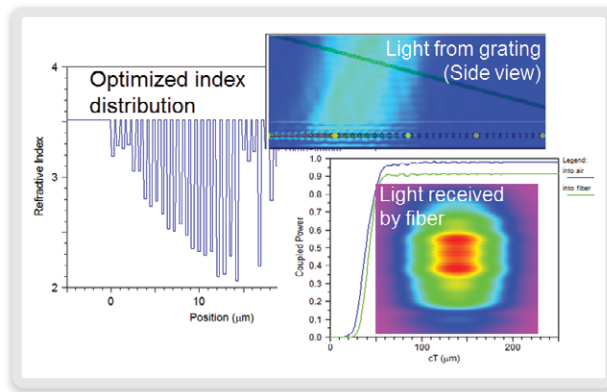 Optimized index
distribution
4
3
2
Refractive Index
0
10
Position (μm)
Light from grating
(Side view)
1.0
0.9
0.8
0.7
0.6
0.5
0.4
0.3
0.2
0.1
0.0
Coupled Power
0
100
200
cT (μm)
Light received
by fiber
Legend:
into air
into fiber